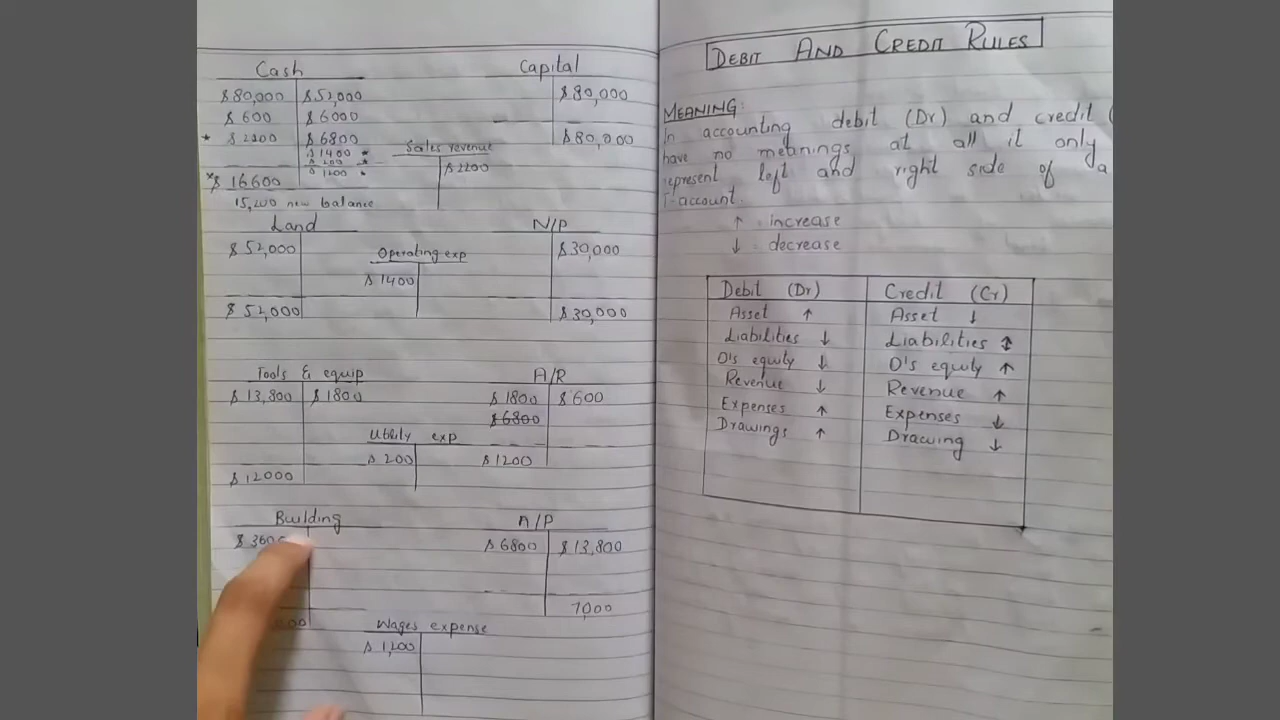 Cash
$80,000 $52,000
$600 $6000
* $2200 $6800
$1400 *
$200 *
$1200 *
* $16600
15,200 new balance
Capital
$80,000
$80,000
Sales revenue
$2200
Land
$52,000
$52,000
Operating exp
$1400
N/P
$30,000
$30,000
Tools & equip
$13,800 $1800
$12000
A/R
$1800 $600
$6800
$1200
Utility exp
$200
Building
A/P
$6800 $13,800
7000
Wages expense
$1,200
DEBIT AND CREDIT RULES
MEANING:
In accounting debit (Dr) and credit (
have no meanings at all it only
represent left and right side of a
T-account.
↑ = increase
↓ = decrease
Debit (Dr) Credit (Cr)
Asset ↑ Asset ↓
Liabilities ↓ Liabilities ↑
O's equity ↓ O's equity ↑
Revenue ↓ Revenue ↑
Expenses ↑ Expenses ↓
Drawings ↑ Drawing ↓